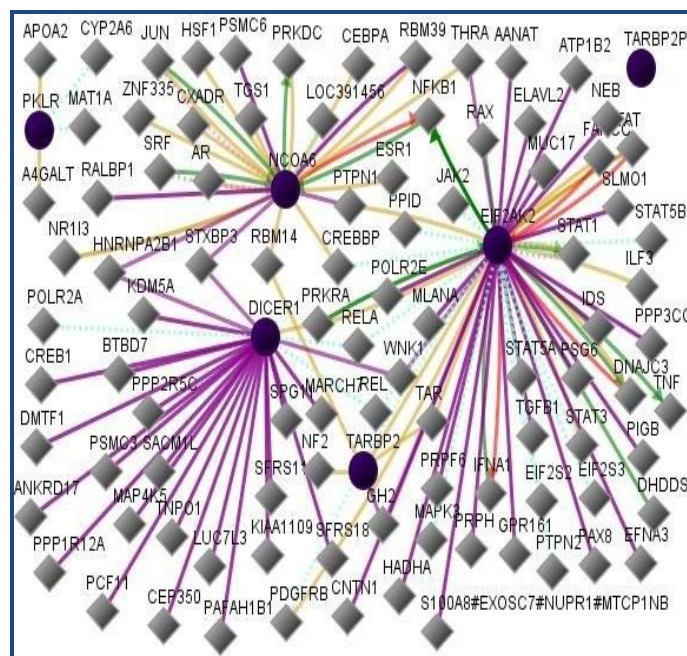 APOA2
CYP2A6
JUN
HSF1
PSMC6
PRKDC
CEBPA
RBM39
THRA
AANAT
ATP1B2
TARBP2P
PKLR
MAT1A
ZNF335
CXADR
TGS1
LOC391456
NFKB1
RAX
ELAVL2
NEB
SRF
AR
NCOA6
ESR1
MUC17
A4GALT
RALBP1
PTPN1
JAK2
SLMO1
NR1I3
HNRNPA2B1
STXBP3
RBM14
CREBBP
PPID
EIF2AK2
STAT1
STAT5B
ILF3
KDM5A
POLR2E
POLR2A
DICER1
PRKRA
RELA
MLANA
IDS
PPP3CC
CREB1
BTBD7
PPP2R5C
WNK1
STAT5A
PSG6
DNAJC3
TNF
SPG11
MARCH7
REL
TAR
TGFB1
STAT3
PIGB
DMTF1
PSMC3
SACM1L
SFRS11
NF2
TARBP2
PRPF6
IFNA1
EIF2S2
EIF2S3
DHDDS
ANKRD17
MAP4K5
TNPO1
LUC7L3
KIAA1109
SFRS18
GH2
MAPK3
PRPH
GPR161
PTPN2
PAX8
EFNA3
PPP1R12A
PCF11
CEP350
PAFAH1B1
PDGFRB
CNTN1
HADHA
S100A8#EXOSC7#NUPR1#MTCP1NB